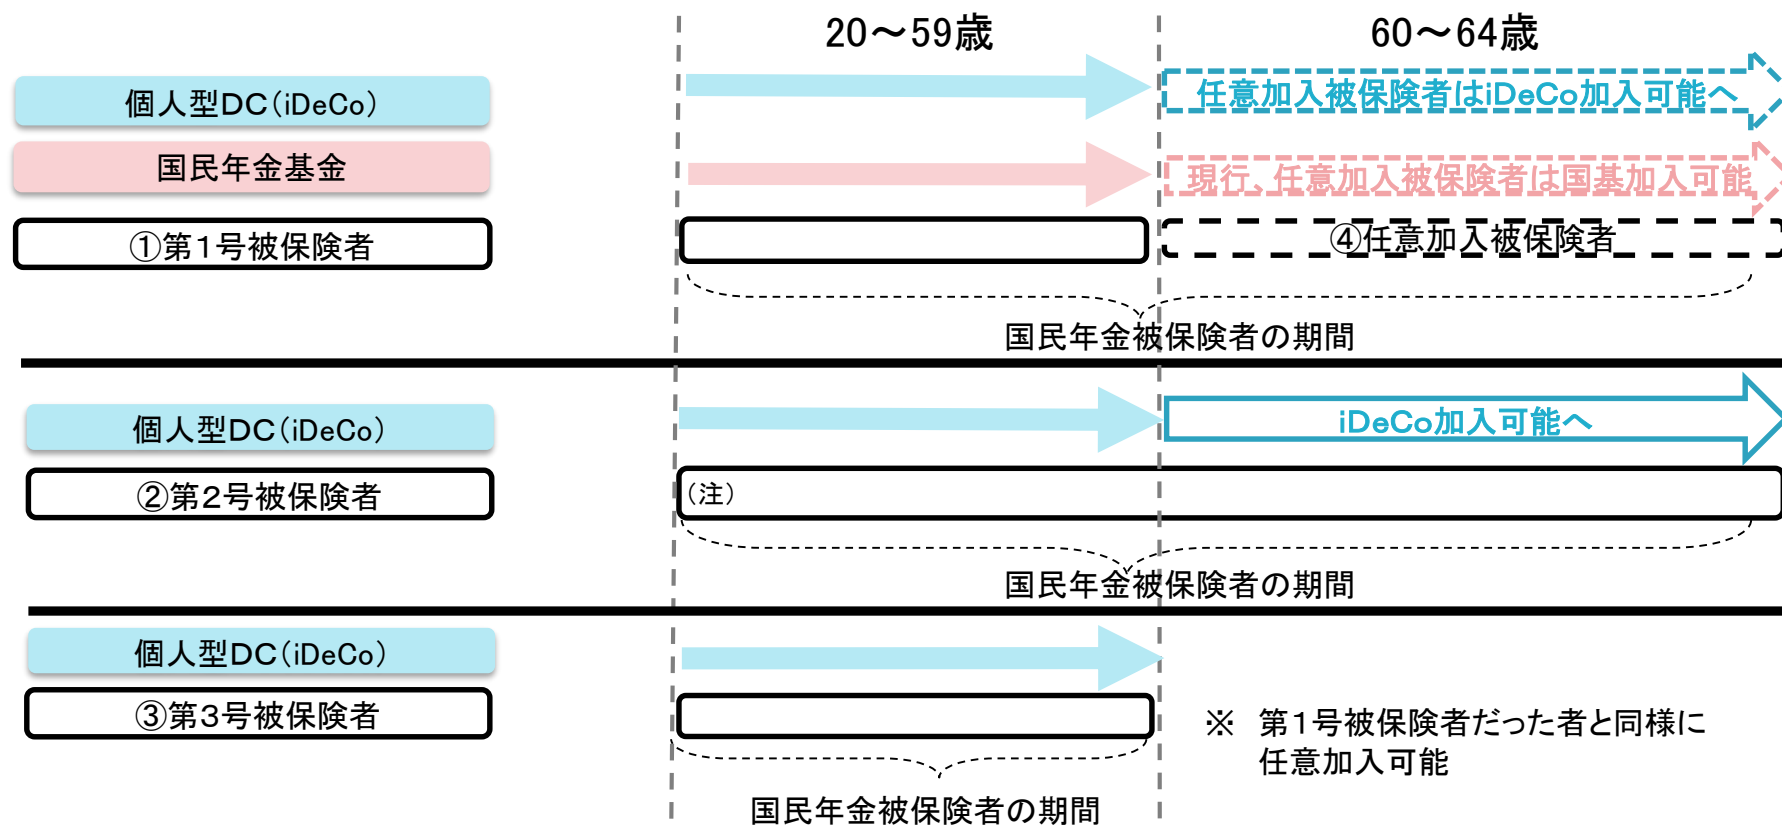 20～59歳
60～64歳
個人型DC(iDeCo)
任意加入被保険者はiDeCo加入可能へ
国民年金基金
現行、任意加入被保険者は国基加入可能
①第１号被保険者
④任意加入被保険者
国民年金被保険者の期間
個人型DC(iDeCo)
iDeCo加入可能へ
②第２号被保険者
(注)
国民年金被保険者の期間
個人型DC(iDeCo)
③第３号被保険者
※　第１号被保険者だった者と同様に
任意加入可能
国民年金被保険者の期間